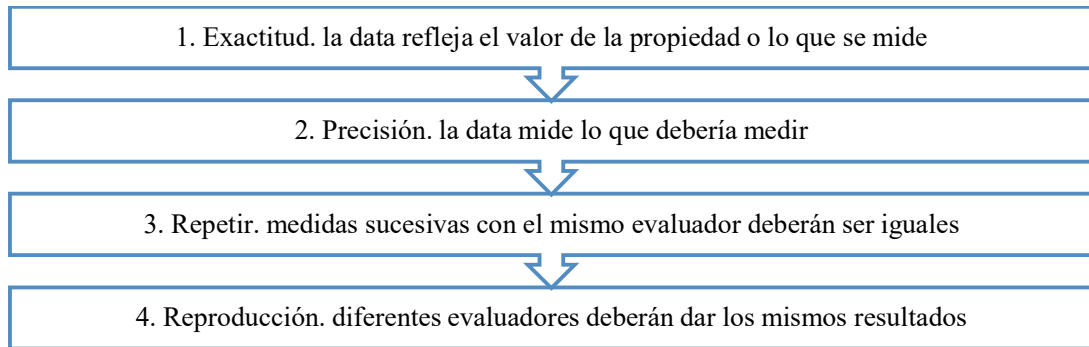 1. Exactitud. la data refleja el valor de la propiedad o lo que se mide
2. Precisión. la data mide lo que debería medir
3. Repetir. medidas sucesivas con el mismo evaluador deberán ser iguales
4. Reproducción. diferentes evaluadores deberán dar los mismos resultados